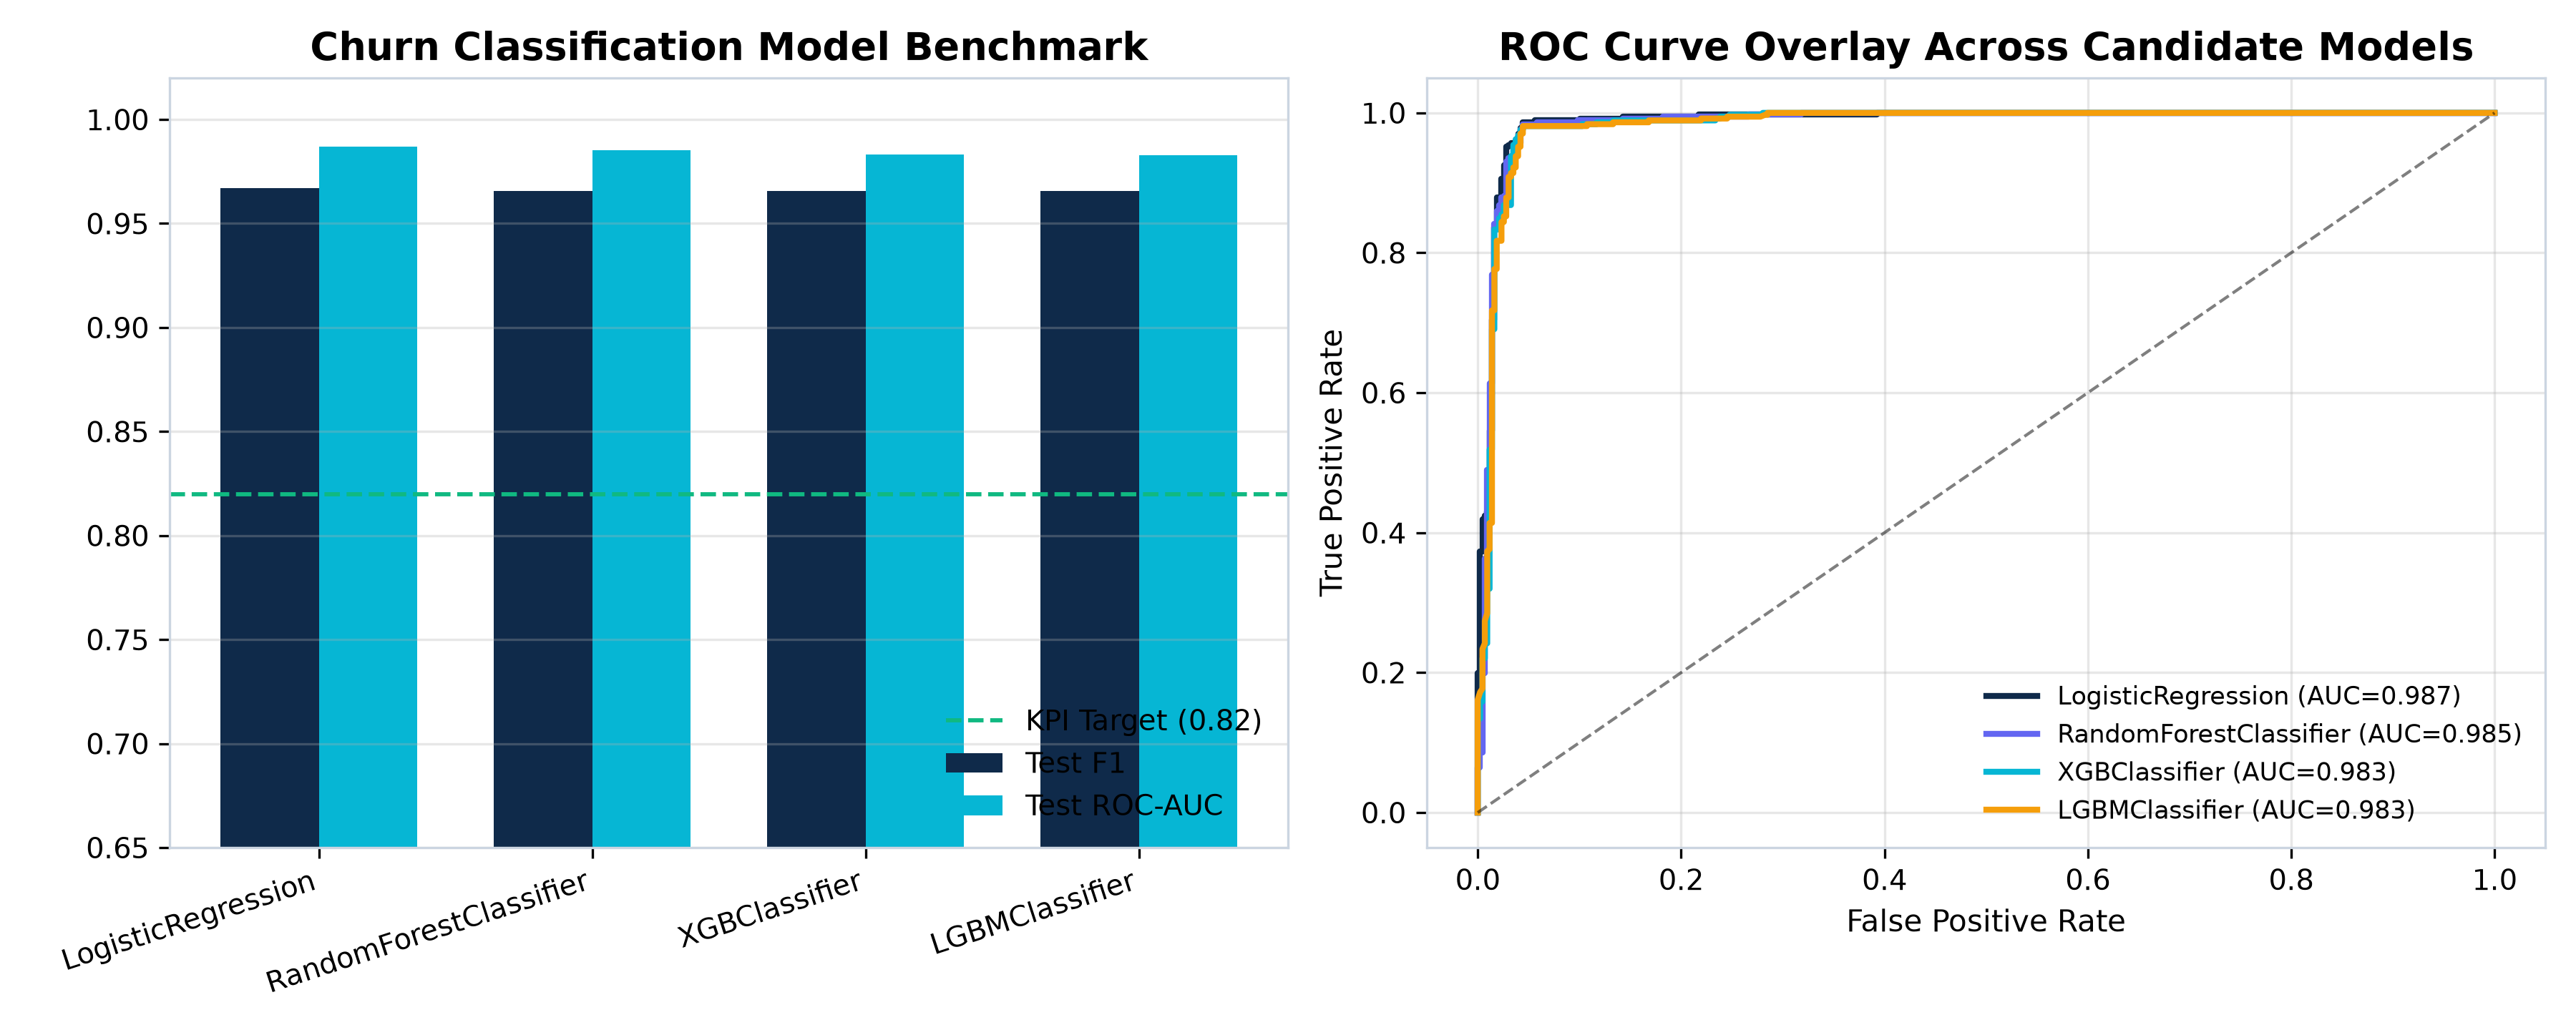 Churn Classification Model Benchmark
1.00
0.95
0.90
0.85
0.80
0.75
0.70
0.65
KPI Target (0.82)
Test F1
Test ROC-AUC
LogisticRegression
RandomForestClassifier
XGBClassifier
LGBMClassifier
ROC Curve Overlay Across Candidate Models
True Positive Rate
1.0
0.8
0.6
0.4
0.2
0.0
LogisticRegression (AUC=0.987)
RandomForestClassifier (AUC=0.985)
XGBClassifier (AUC=0.983)
LGBMClassifier (AUC=0.983)
0.0 0.2 0.4 0.6 0.8 1.0
False Positive Rate